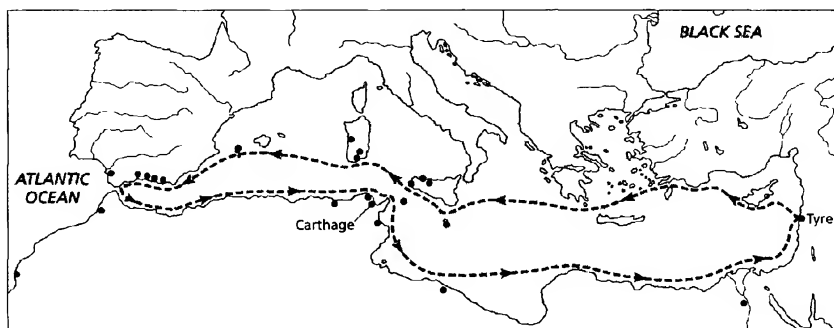 BLACK SEA
ATLANTIC
OCEAN
Carthage
Tyre